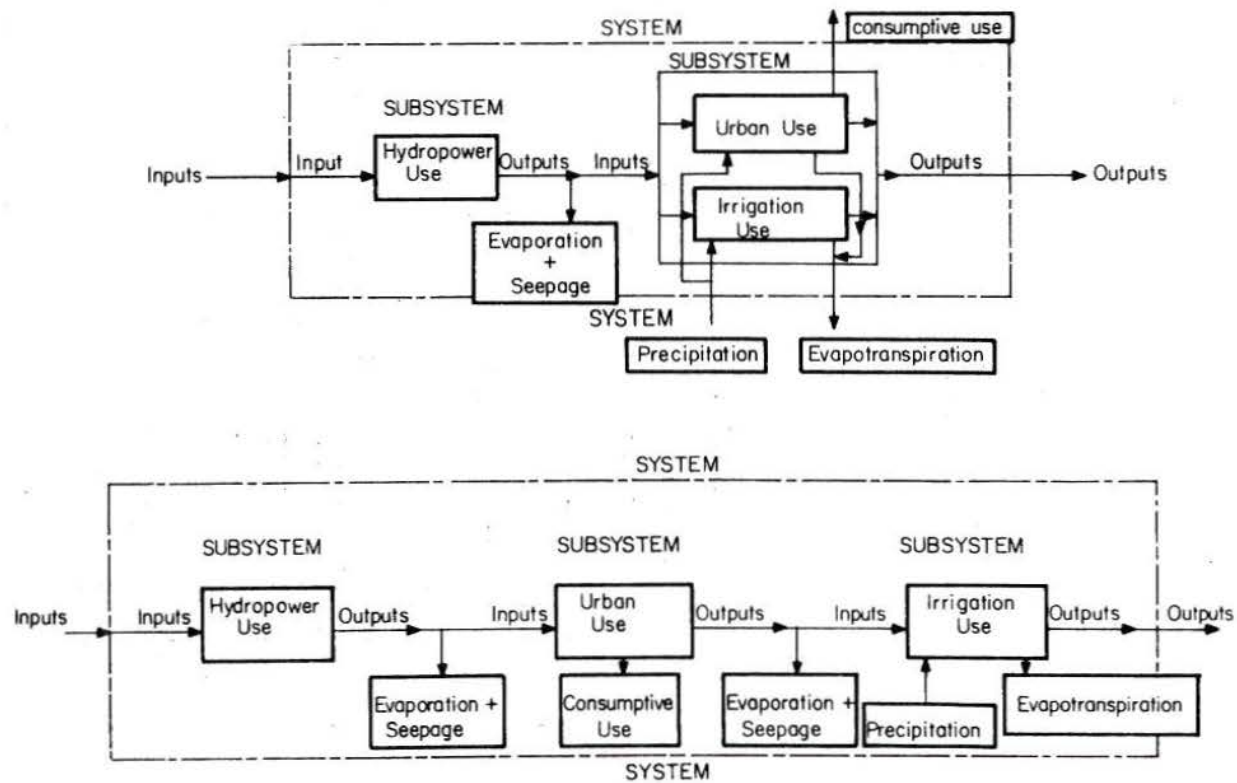 SYSTEM
consumptive use
SUBSYSTEM
SUBSYSTEM
Urban Use
Inputs
Input
Hydropower
Use
Outputs
Inputs
Outputs
Outputs
Irrigation
Use
Evaporation
+
Seepage
SYSTEM
Precipitation
Evapotranspiration
SYSTEM
SUBSYSTEM
SUBSYSTEM
SUBSYSTEM
Inputs
Inputs
Hydropower
Use
Outputs
Inputs
Urban
Use
Outputs
Inputs
Irrigation
Use
Outputs
Outputs
Evaporation +
Seepage
Consumptive
Use
Evaporation +
Seepage
Precipitation
Evapotranspiration
SYSTEM